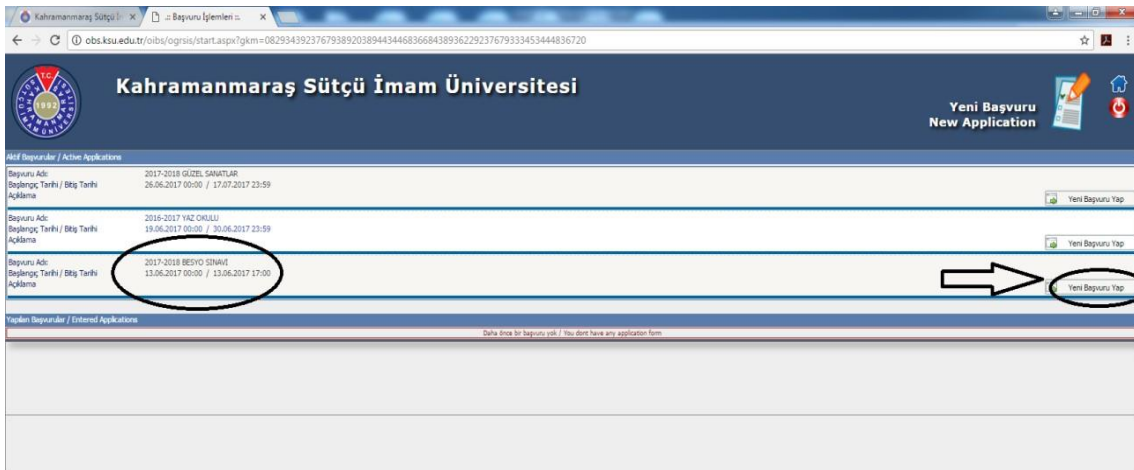 Kahramanmaraş Sütçü İm
.:: Başvuru İşlemleri ::.
obs.ksu.edu.tr/oibs/ogrsis/start.aspx?gkm=
T.C.
1992
Kahramanmaraş Sütçü İmam Üniversitesi
Yeni Başvuru
New Application
Aktif Başvurular / Active Applications
Başvuru Adı: 2017-2018 GÜZEL SANATLAR
Başlangıç Tarihi / Bitiş Tarihi 26.06.2017 00:00 / 17.07.2017 23:59
Açıklama
Yeni Başvuru Yap
Başvuru Adı: 2016-2017 YAZ OKULU
Başlangıç Tarihi / Bitiş Tarihi 19.06.2017 00:00 / 30.06.2017 23:59
Açıklama
Yeni Başvuru Yap
Başvuru Adı: 2017-2018 BESYO SINAVI
Başlangıç Tarihi / Bitiş Tarihi 13.06.2017 00:00 / 13.06.2017 17:00
Açıklama
Yeni Başvuru Yap
Yapılan Başvurular / Entered Applications
Daha önce bir başvuru yok / You dont have any application form